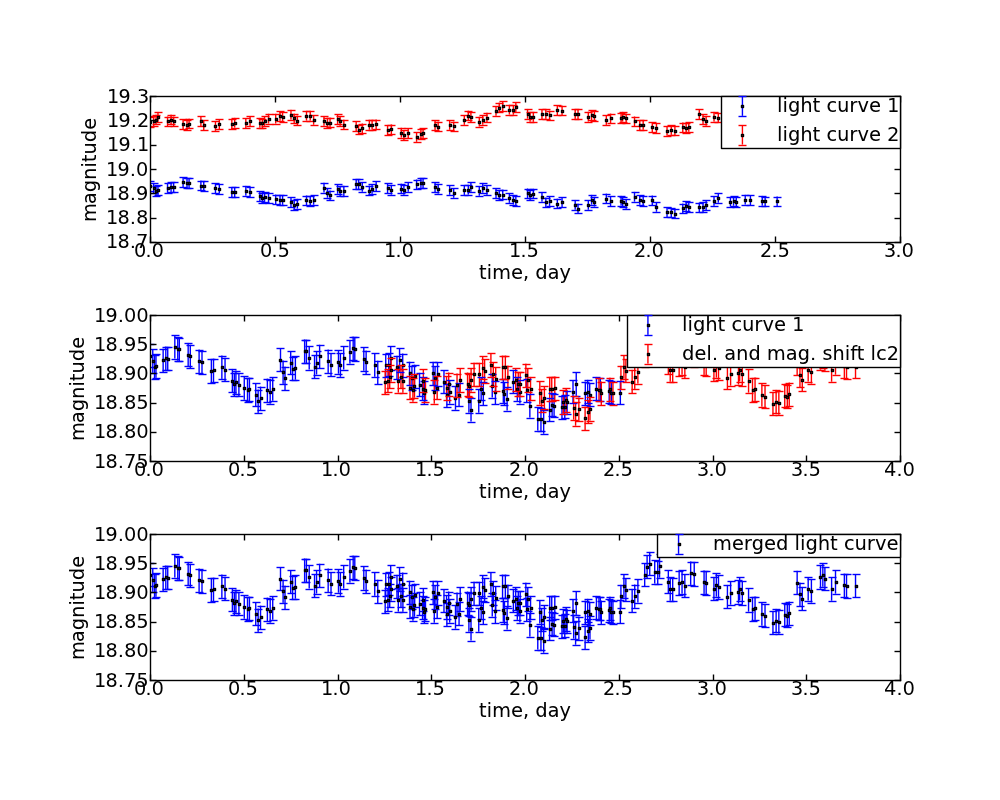 19.3
19.2
19.1
19.0
18.9
18.8
18.7
magnitude
light curve 1
light curve 2
0.0 0.5 1.0 1.5 2.0 2.5 3.0
time, day
19.00
18.95
18.90
18.85
18.80
18.75
magnitude
light curve 1
del. and mag. shift lc2
0.0 0.5 1.0 1.5 2.0 2.5 3.0 3.5 4.0
time, day
19.00
18.95
18.90
18.85
18.80
18.75
magnitude
merged light curve
0.0 0.5 1.0 1.5 2.0 2.5 3.0 3.5 4.0
time, day